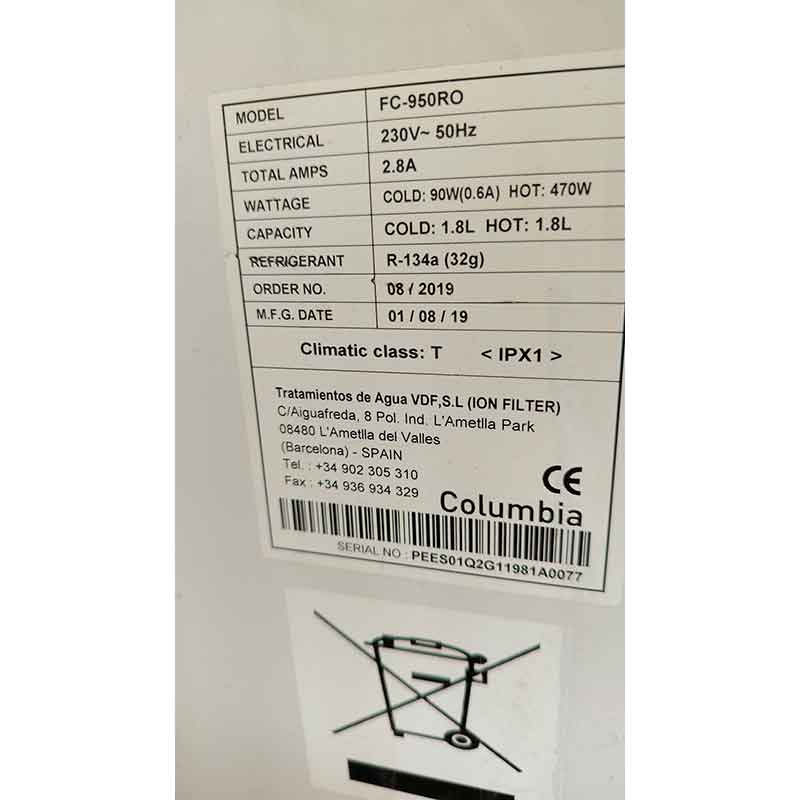 MODEL FC-950RO
ELECTRICAL 230V~ 50Hz
TOTAL AMPS 2.8A
WATTAGE COLD: 90W(0.6A) HOT: 470W
CAPACITY COLD: 1.8L HOT: 1.8L
REFRIGERANT R-134a (32g)
ORDER NO. 08 / 2019
M.F.G. DATE 01 / 08 / 19
Climatic class: T < IPX1 >
Tratamientos de Agua VDF,S.L (ION FILTER)
C/Aiguafreda, 8 Pol. Ind. L'Ametlla Park
08480 L'Ametlla del Valles
(Barcelona) - SPAIN
Tel. : +34 902 305 310
Fax : +34 936 934 329
CE
Columbia
SERIAL NO : PEES01Q2G11981A0077